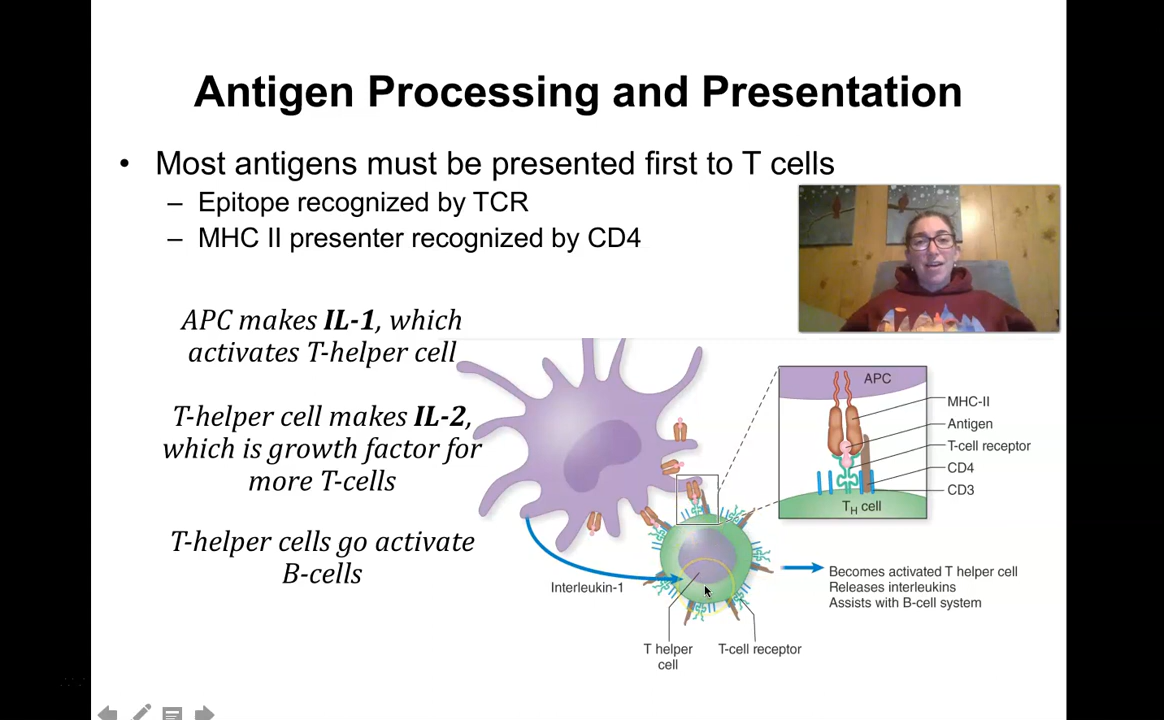 Antigen Processing and Presentation
• Most antigens must be presented first to T cells
– Epitope recognized by TCR
– MHC II presenter recognized by CD4
APC makes IL-1, which
activates T-helper cell
T-helper cell makes IL-2,
which is growth factor for
more T-cells
T-helper cells go activate
B-cells
APC
MHC-II
Antigen
T-cell receptor
CD4
CD3
TH cell
Interleukin-1
Becomes activated T helper cell
Releases interleukins
Assists with B-cell system
T helper
cell
T-cell receptor